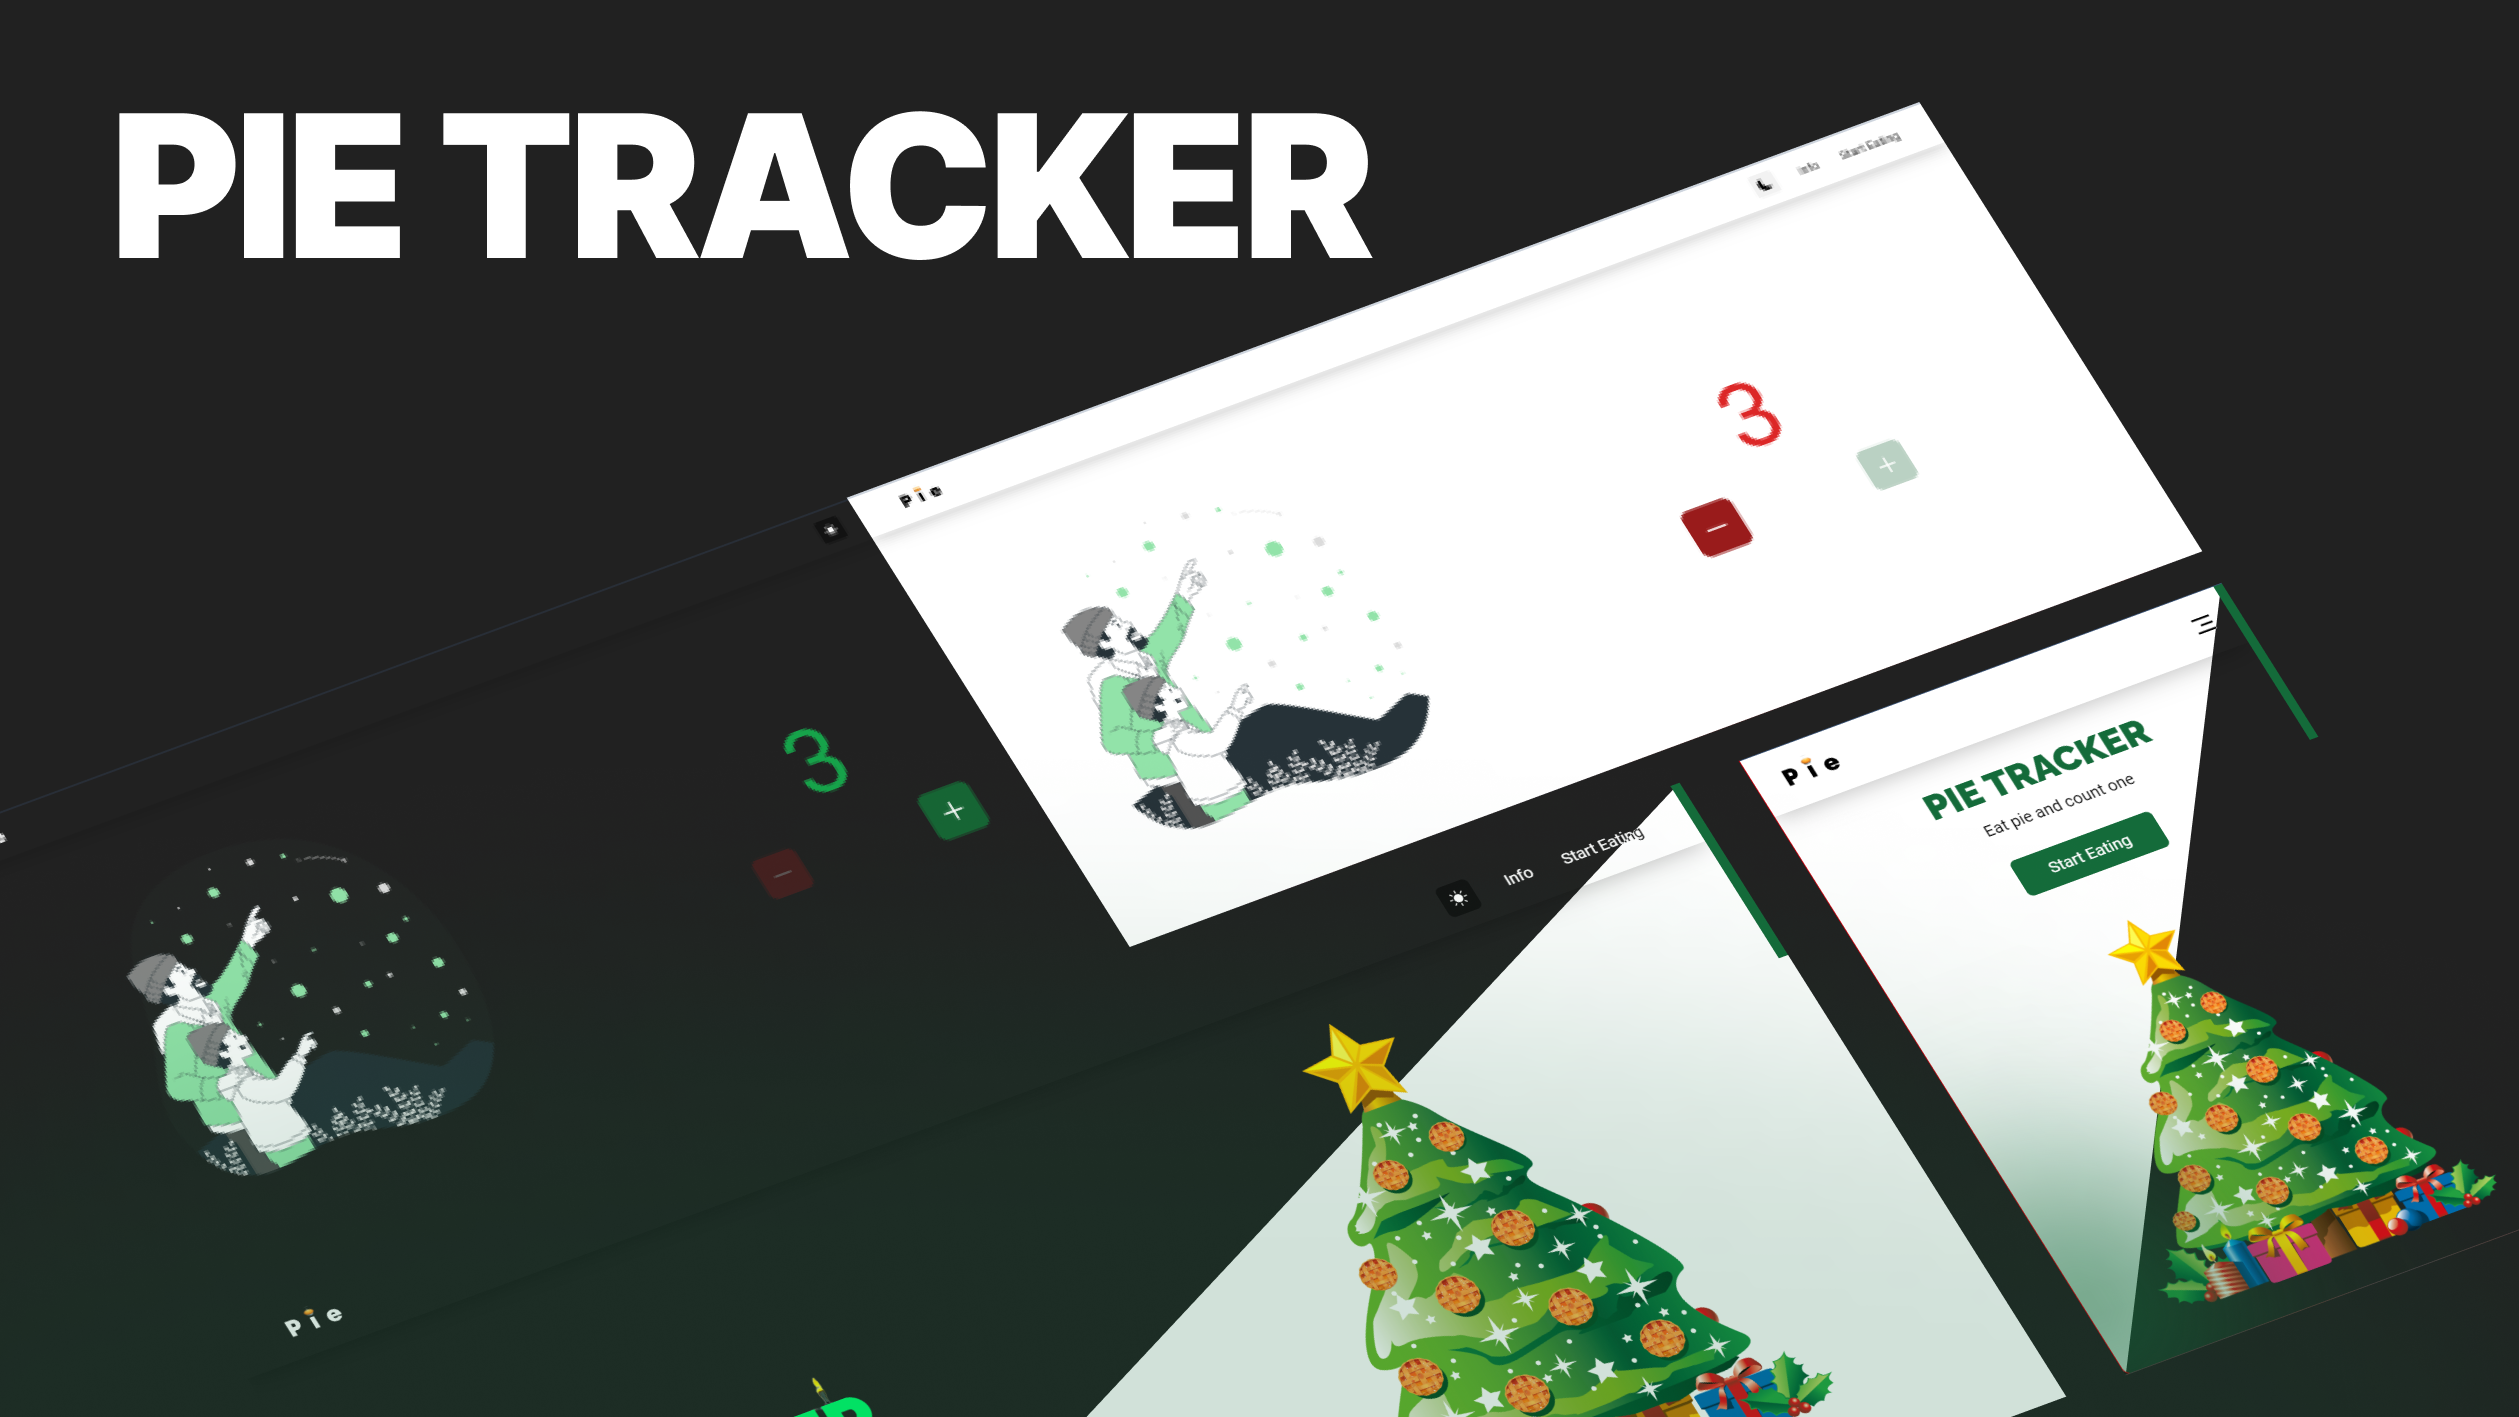 PIE TRACKER
Info
Start Eating
Pie
3
+
−
3
+
−
Info
Start Eating
Pie
PIE TRACKER
Eat pie and count one
Start Eating
Pie